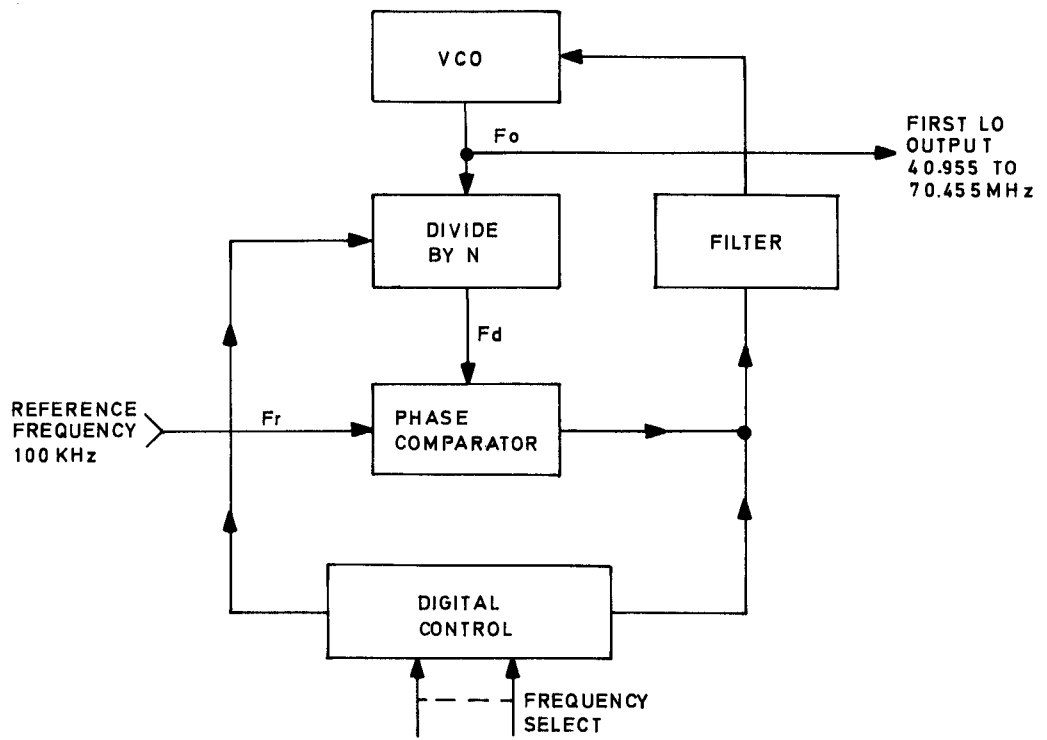 VCO
Fo
FIRST LO
OUTPUT
40.955 TO
70.455MHz
DIVIDE
BY N
FILTER
Fd
REFERENCE
FREQUENCY
100 KHz
Fr
PHASE
COMPARATOR
DIGITAL
CONTROL
FREQUENCY
SELECT